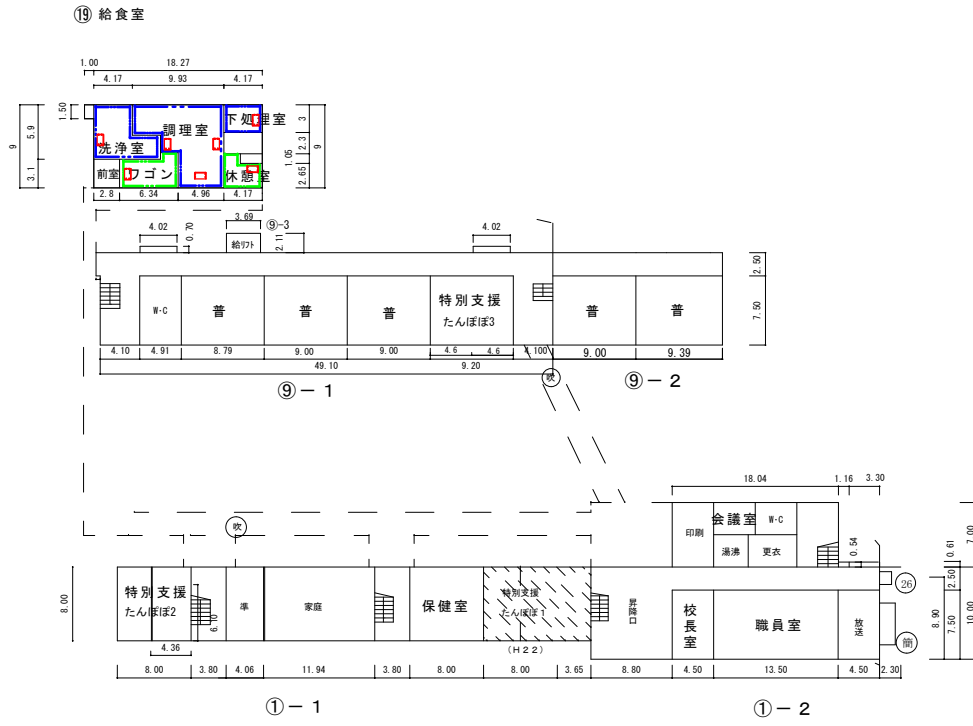 ⑲ 給食室
1.00 18.27
4.17 9.93 4.17
1.50
9
5.9
3.1
3
2.3
1.05
2.65
9
下処理室
調理室
洗浄室
前室 ワゴン 休憩室
2.8 6.34 4.96 4.17
3.69 ⑨-3
4.02 0.70 給リフト 2.11 4.02
2.50
7.50
W·C 普 普 普 特別支援 普 普
たんぽぽ3
4.10 4.91 8.79 9.00 9.00 4.6 4.6 4.100 9.00 9.39
49.10 9.20
⑨-1 吹 ⑨-2
18.04 1.16 3.30
印刷 会議室 W·C
湯沸 更衣
0.54 0.61 7.00
吹
8.00
特別支援
たんぽぽ2
6.10
準 家庭 保健室
特別支援
たんぽぽ1
昇降口 校長室 職員室 放送
26
2.50
8.90 7.50 10.00
簡
4.36 (H22)
8.00 3.80 4.06 11.94 3.80 8.00 8.00 3.65 8.80 4.50 13.50 4.50 2.30
①-1 ①-2